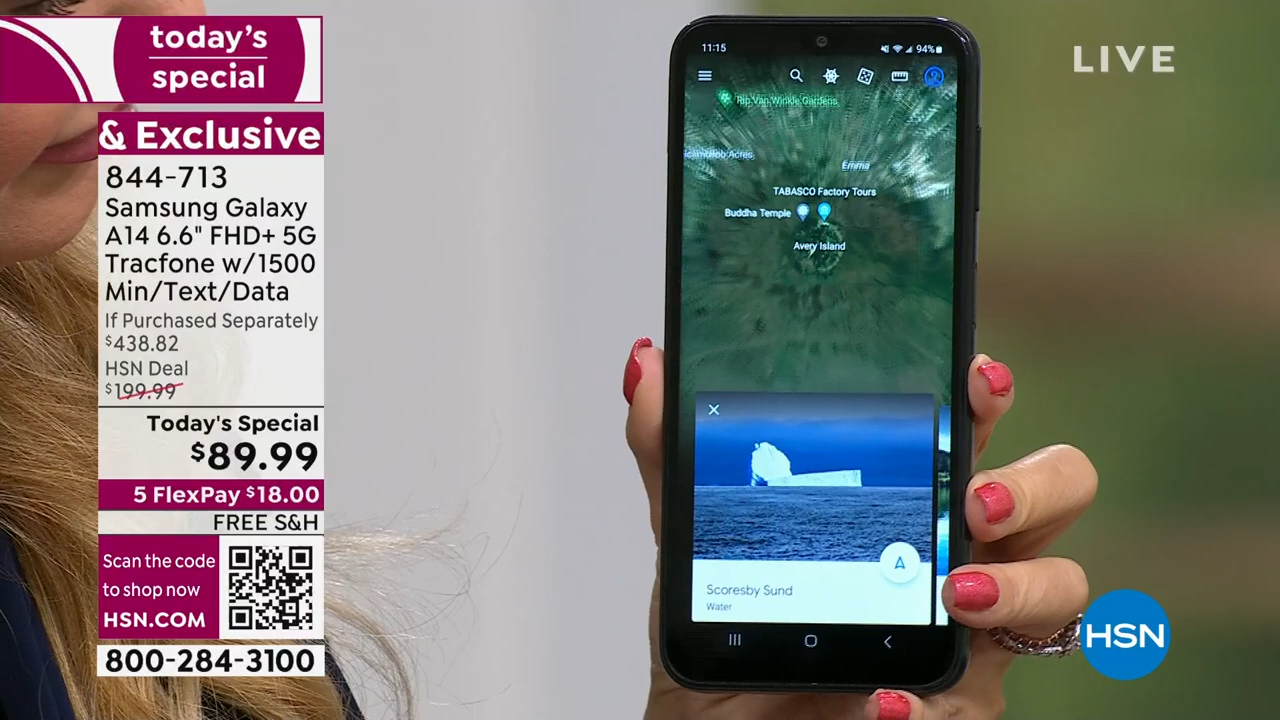 today's
special
& Exclusive
844-713
Samsung Galaxy
A14 6.6" FHD+ 5G
Tracfone w/1500
Min/Text/Data
If Purchased Separately
$438.82
HSN Deal
$199.99
Today's Special
$89.99
5 FlexPay $18.00
FREE S&H
Scan the code
to shop now
HSN.COM
800-284-3100
11:15
94%
Rip Van Winkle Gardens
Acres
Emma
TABASCO Factory Tours
Buddha Temple
Avery Island
Scoresby Sund
Water
LIVE
HSN